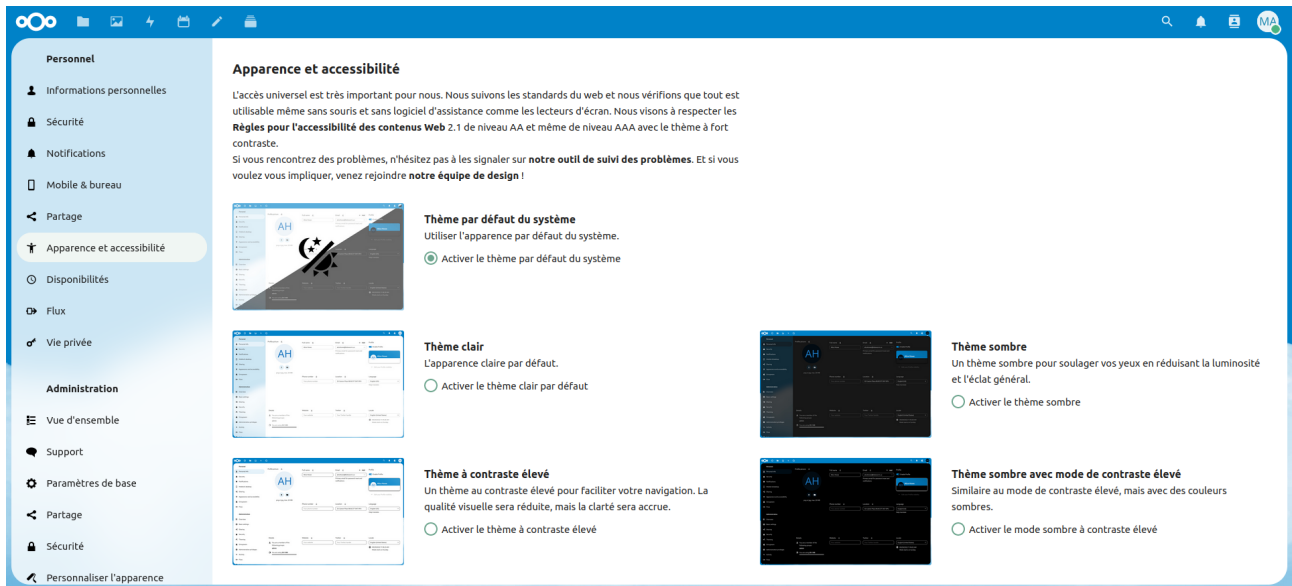 MA
Personnel
Informations personnelles
Sécurité
Notifications
Mobile & bureau
Partage
Apparence et accessibilité
Disponibilités
Flux
Vie privée
Administration
Vue d'ensemble
Support
Paramètres de base
Partage
Sécurité
Personnaliser l'apparence
Apparence et accessibilité
L'accès universel est très important pour nous. Nous suivons les standards du web et nous vérifions que tout est
utilisable même sans souris et sans logiciel d'assistance comme les lecteurs d'écran. Nous visons à respecter les
Règles pour l'accessibilité des contenus Web 2.1 de niveau AA et même de niveau AAA avec le thème à fort
contraste.
Si vous rencontrez des problèmes, n'hésitez pas à les signaler sur notre outil de suivi des problèmes. Et si vous
voulez vous impliquer, venez rejoindre notre équipe de design !
AH
Thème par défaut du système
Utiliser l'apparence par défaut du système.
Activer le thème par défaut du système
AH
Thème clair
L'apparence claire par défaut.
Activer le thème clair par défaut
AH
Thème sombre
Un thème sombre pour soulager vos yeux en réduisant la luminosité
et l'éclat général.
Activer le thème sombre
AH
Thème à contraste élevé
Un thème au contraste élevé pour faciliter votre navigation. La
qualité visuelle sera réduite, mais la clarté sera accrue.
Activer le thème à contraste élevé
AH
Thème sombre avec mode de contraste élevé
Similaire au mode de contraste élevé, mais avec des couleurs
sombres.
Activer le mode sombre à contraste élevé